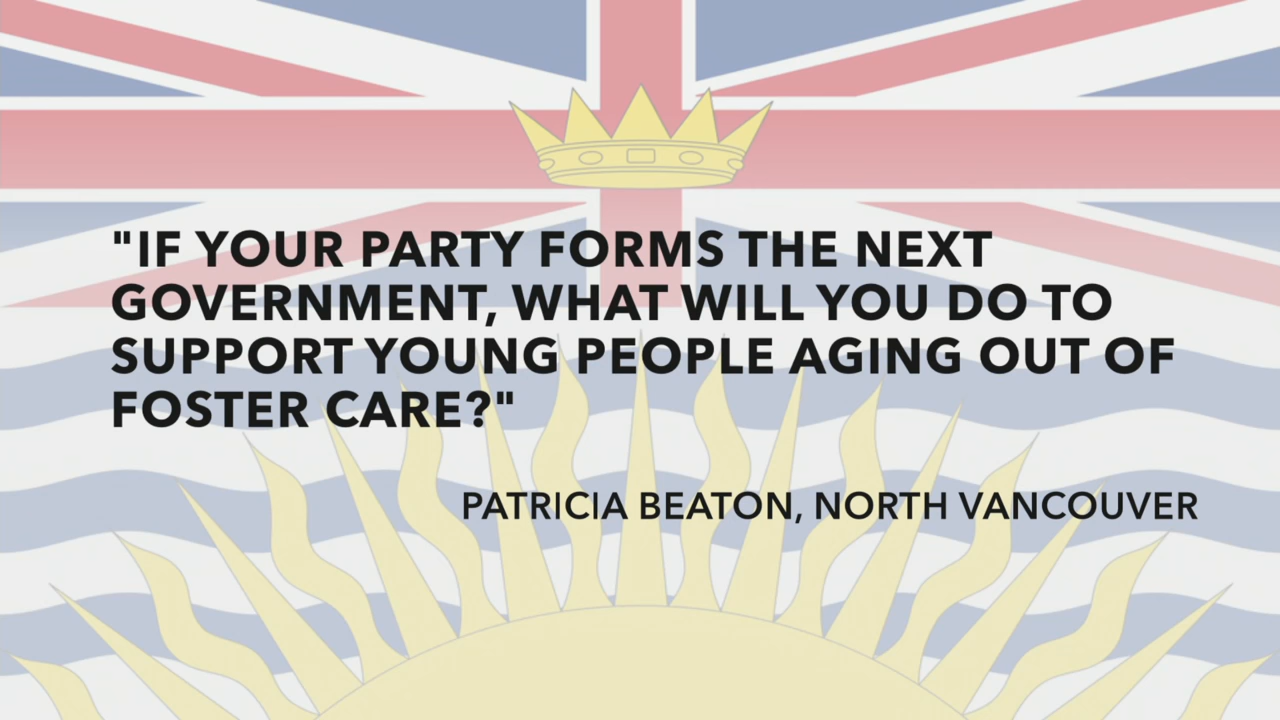 "IF YOUR PARTY FORMS THE NEXT
GOVERNMENT, WHAT WILL YOU DO TO
SUPPORT YOUNG PEOPLE AGING OUT OF
FOSTER CARE?"
PATRICIA BEATON, NORTH VANCOUVER